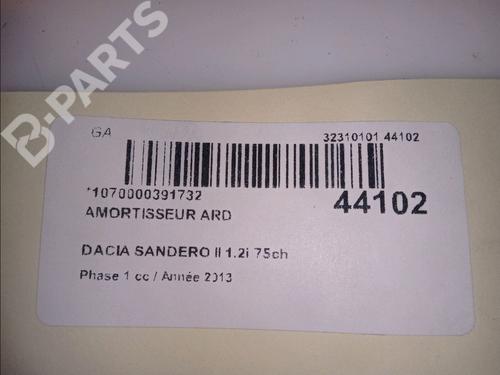 B-PARTS
GA
32310101 44102
*1070000391732
44102
AMORTISSEUR ARD
DACIA SANDERO II 1.2i 75ch
Phase 1 cc / Année 2013